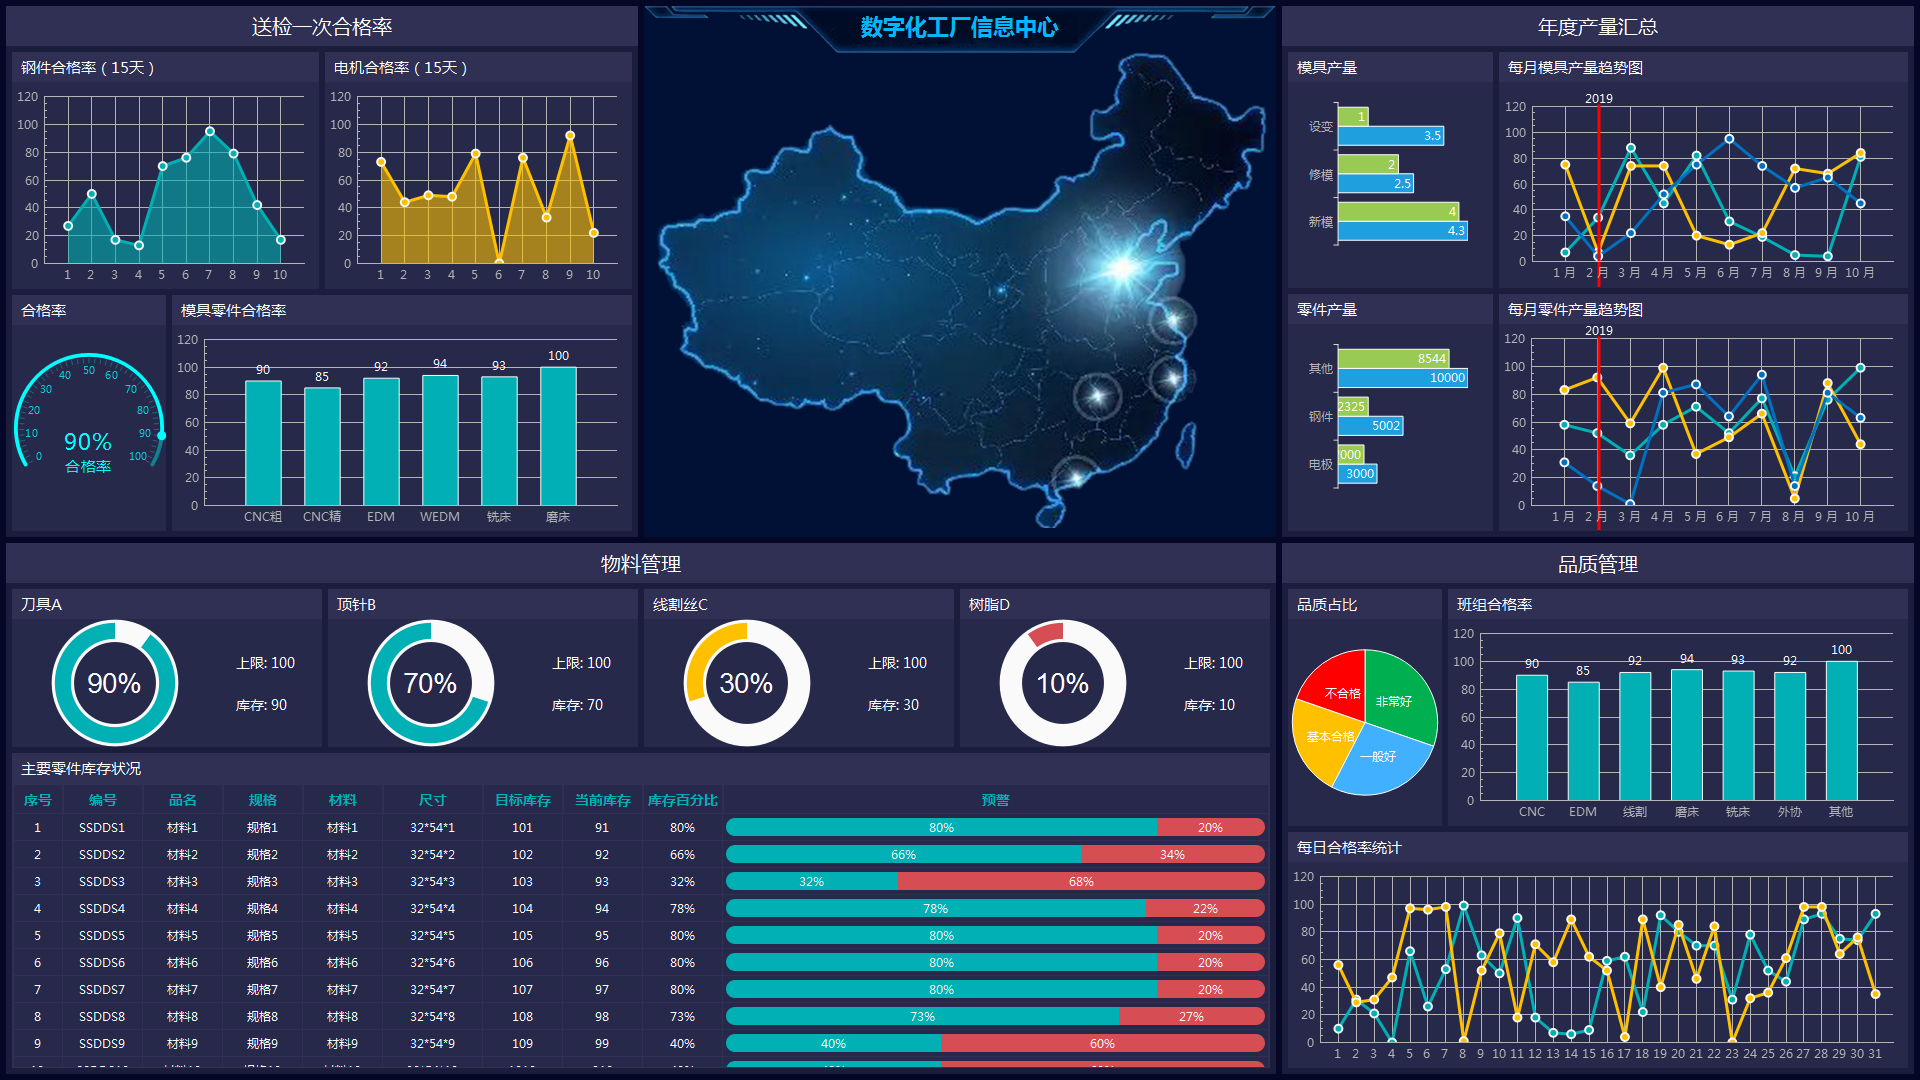 送检一次合格率
钢件合格率（15天）
120
100
80
60
40
20
0
1 2 3 4 5 6 7 8 9 10
电机合格率（15天）
120
100
80
60
40
20
0
1 2 3 4 5 6 7 8 9 10
合格率
0 10 20 30 40 50 60 70 80 90 100
90%
合格率
模具零件合格率
120
100
80
60
40
20
0
90 85 92 94 93 100
CNC粗 CNC精 EDM WEDM 铣床 磨床
数字化工厂信息中心
年度产量汇总
模具产量
设变 1 3.5
修模 2 2.5
新模 4 4.3
每月模具产量趋势图
2019
120
100
80
60
40
20
0
1 月 2 月 3 月 4 月 5 月 6 月 7 月 8 月 9 月 10 月
零件产量
其他 8544 10000
钢件 2325 5002
电极 3000
每月零件产量趋势图
2019
120
100
80
60
40
20
0
1 月 2 月 3 月 4 月 5 月 6 月 7 月 8 月 9 月 10 月
物料管理
刀具A
90%
上限: 100
库存: 90
顶针B
70%
上限: 100
库存: 70
线割丝C
30%
上限: 100
库存: 30
树脂D
10%
上限: 100
库存: 10
主要零件库存状况
序号 编号 品名 规格 材料 尺寸 目标库存 当前库存 库存百分比 预警
1 SSDDS1 材料1 规格1 材料1 32*54*1 101 91 80% 80% 20%
2 SSDDS2 材料2 规格2 材料2 32*54*2 102 92 66% 66% 34%
3 SSDDS3 材料3 规格3 材料3 32*54*3 103 93 32% 32% 68%
4 SSDDS4 材料4 规格4 材料4 32*54*4 104 94 78% 78% 22%
5 SSDDS5 材料5 规格5 材料5 32*54*5 105 95 80% 80% 20%
6 SSDDS6 材料6 规格6 材料6 32*54*6 106 96 80% 80% 20%
7 SSDDS7 材料7 规格7 材料7 32*54*7 107 97 80% 80% 20%
8 SSDDS8 材料8 规格8 材料8 32*54*8 108 98 73% 73% 27%
9 SSDDS9 材料9 规格9 材料9 32*54*9 109 99 40% 40% 60%
品质管理
品质占比
不合格
非常好
基本合格
一般好
班组合格率
120
100
80
60
40
20
0
90 85 92 94 93 92 100
CNC EDM 线割 磨床 铣床 外协 其他
每日合格率统计
120
100
80
60
40
20
0
1 2 3 4 5 6 7 8 9 10 11 12 13 14 15 16 17 18 19 20 21 22 23 24 25 26 27 28 29 30 31